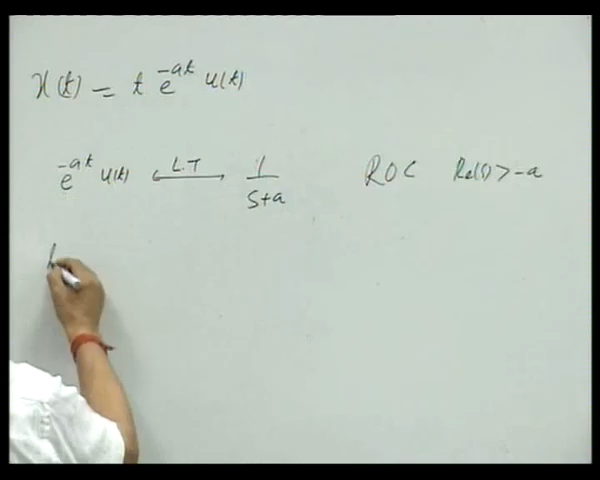 x(t) = t e^{-at} u(t)
e^{-at} u(t) ⟷ L.T 1/(s+a) ROC Re(s) > -a